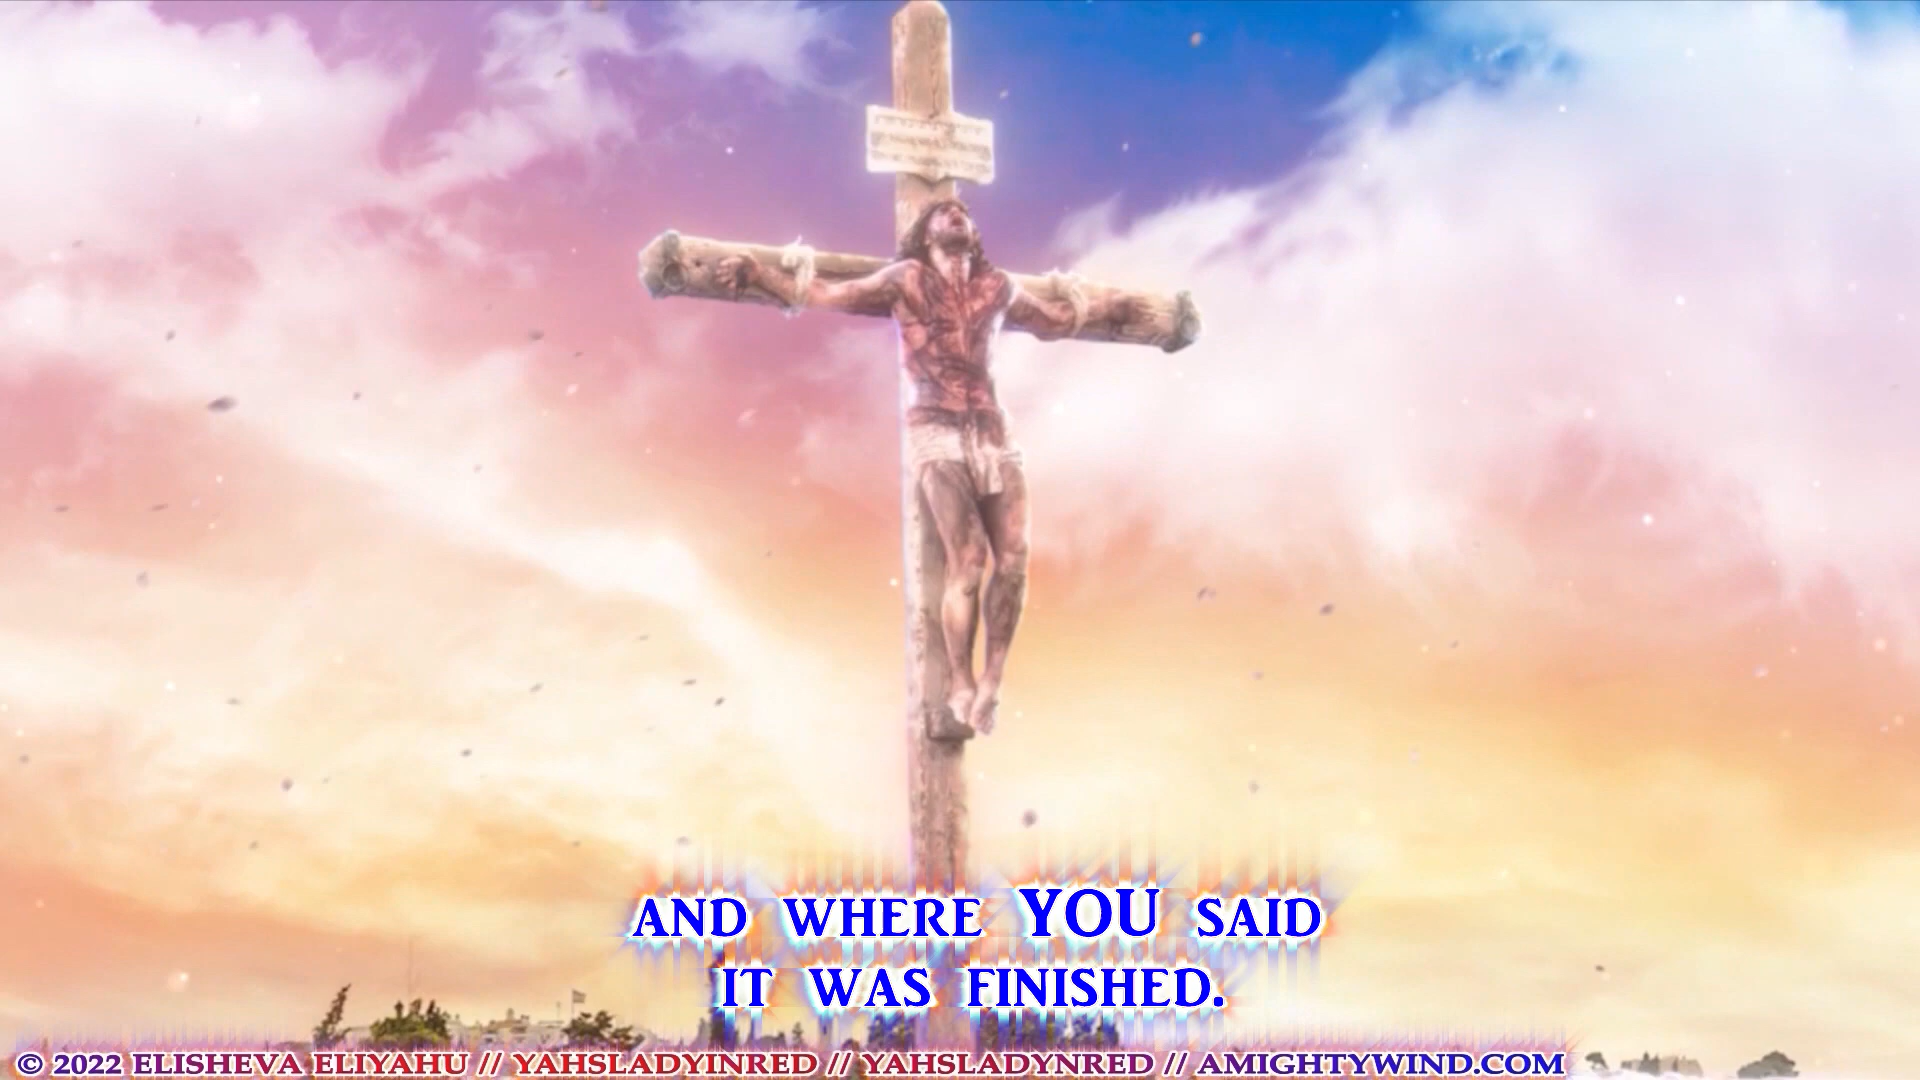 AND WHERE YOU SAID
IT WAS FINISHED.
© 2022 ELISHEVA ELIYAHU // YAHSLADYINRED // YAHSLADYNRED // AMIGHTYWIND.COM